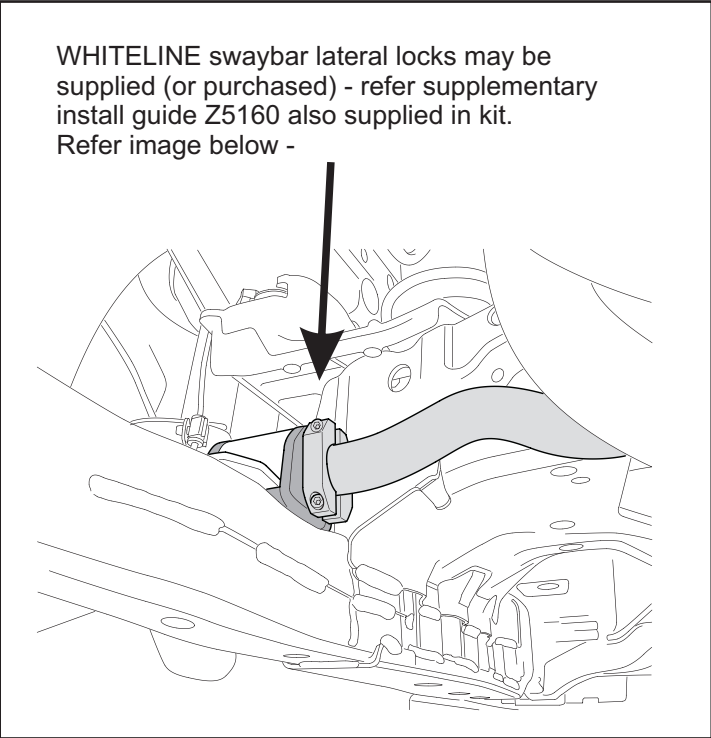 WHITELINE swaybar lateral locks may be
supplied (or purchased) - refer supplementary
install guide Z5160 also supplied in kit.
Refer image below -